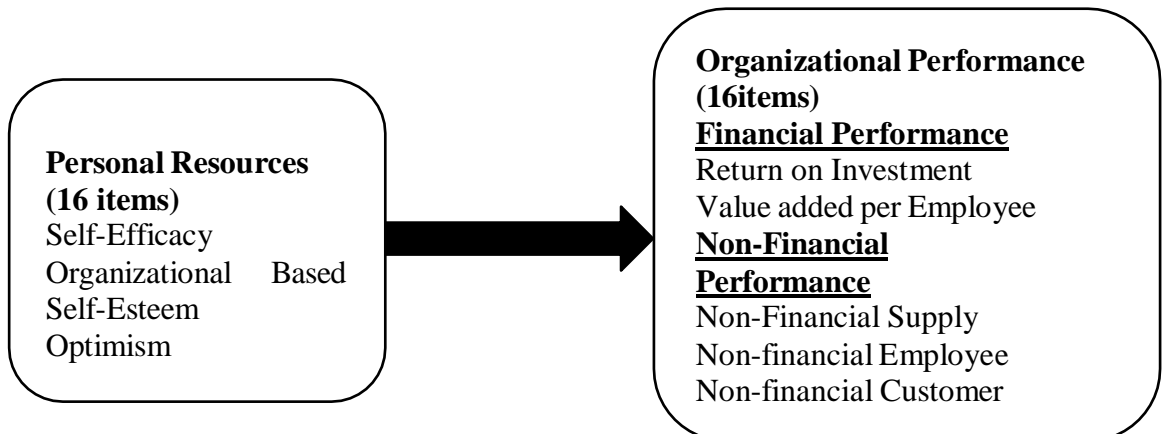 Personal Resources
(16 items)
Self-Efficacy
Organizational Based
Self-Esteem
Optimism
Organizational Performance
(16items)
Financial Performance
Return on Investment
Value added per Employee
Non-Financial
Performance
Non-Financial Supply
Non-financial Employee
Non-financial Customer